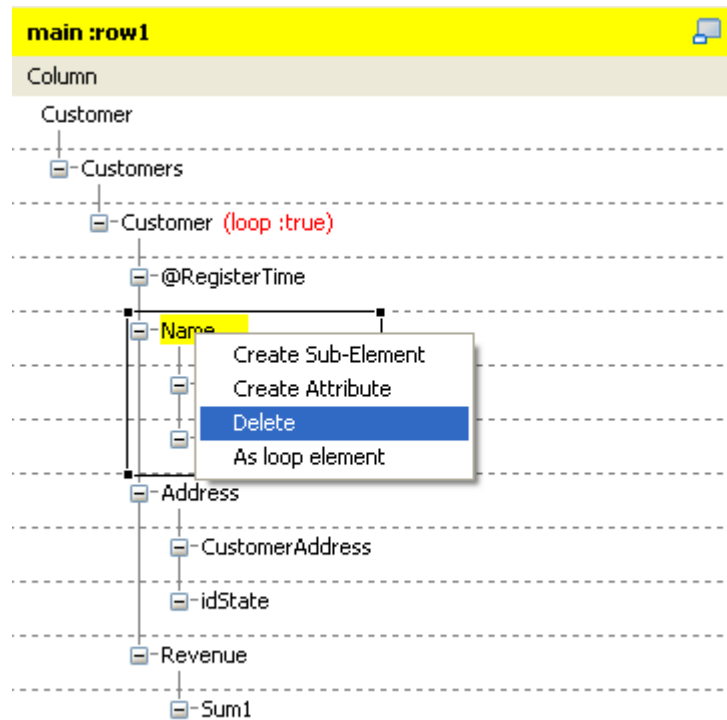 main :row1
Column
Customer
Customers
Customer (loop :true)
@RegisterTime
Name
Create Sub-Element
Create Attribute
Delete
As loop element
Address
CustomerAddress
idState
Revenue
Sum1